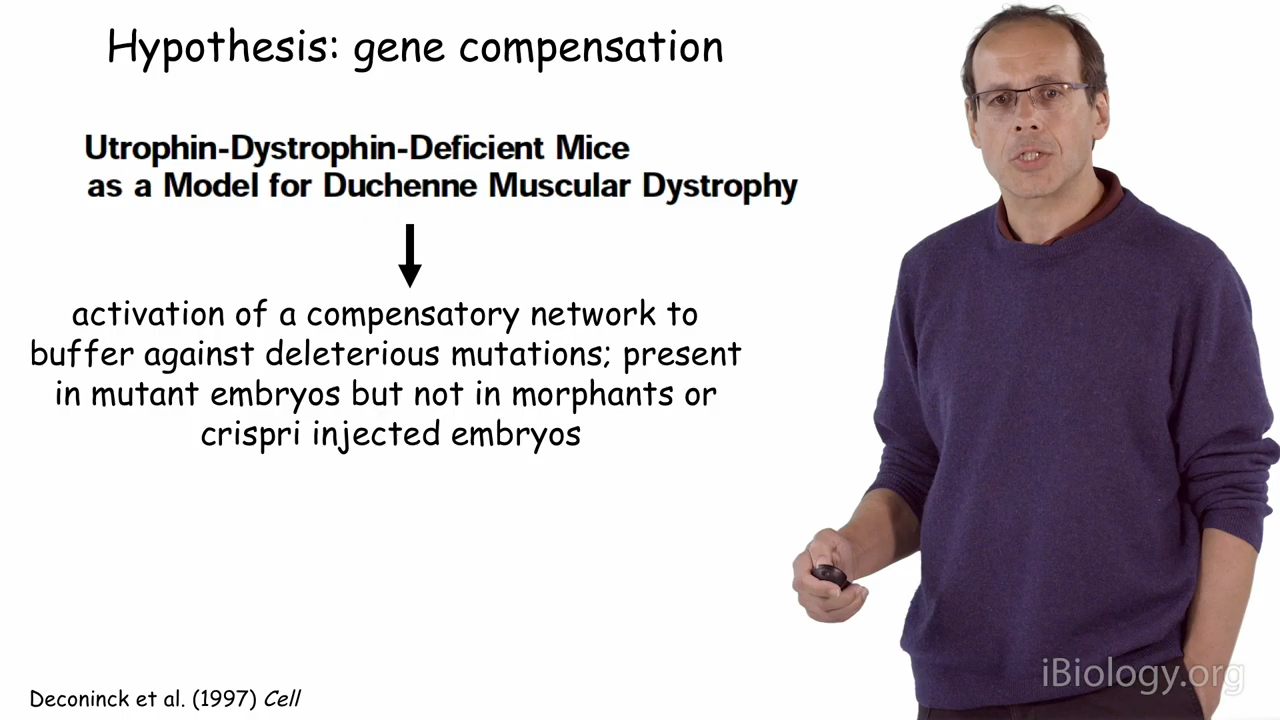 Hypothesis: gene compensation
Utrophin-Dystrophin-Deficient Mice
as a Model for Duchenne Muscular Dystrophy
activation of a compensatory network to
buffer against deleterious mutations; present
in mutant embryos but not in morphants or
crispri injected embryos
Deconinck et al. (1997) Cell
iBiology.org